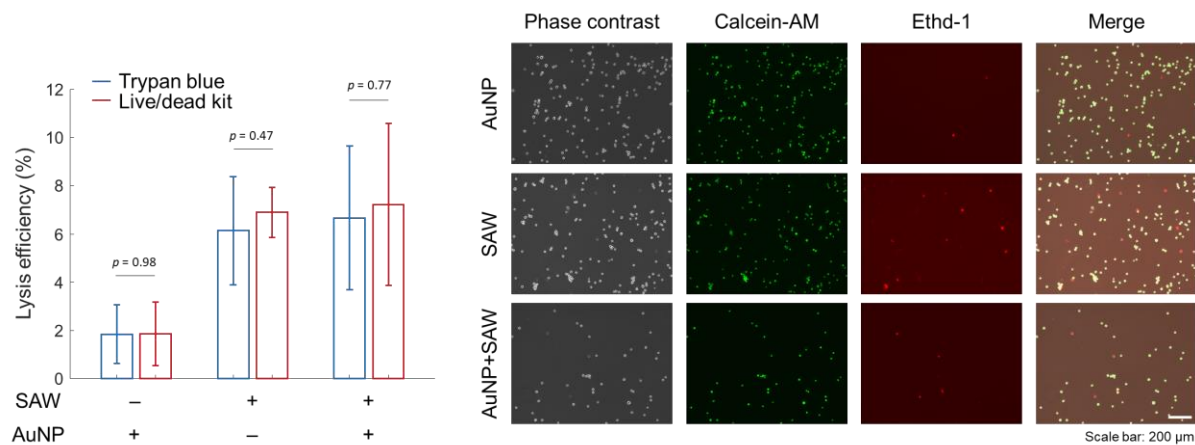 Trypan blue
Live/dead kit
Lysis efficiency (%)
12
10
8
6
4
2
0
p = 0.98
p = 0.47
p = 0.77
SAW – + +
AuNP + – +
Phase contrast Calcein-AM Ethd-1 Merge
AuNP
SAW
AuNP+SAW
Scale bar: 200 μm